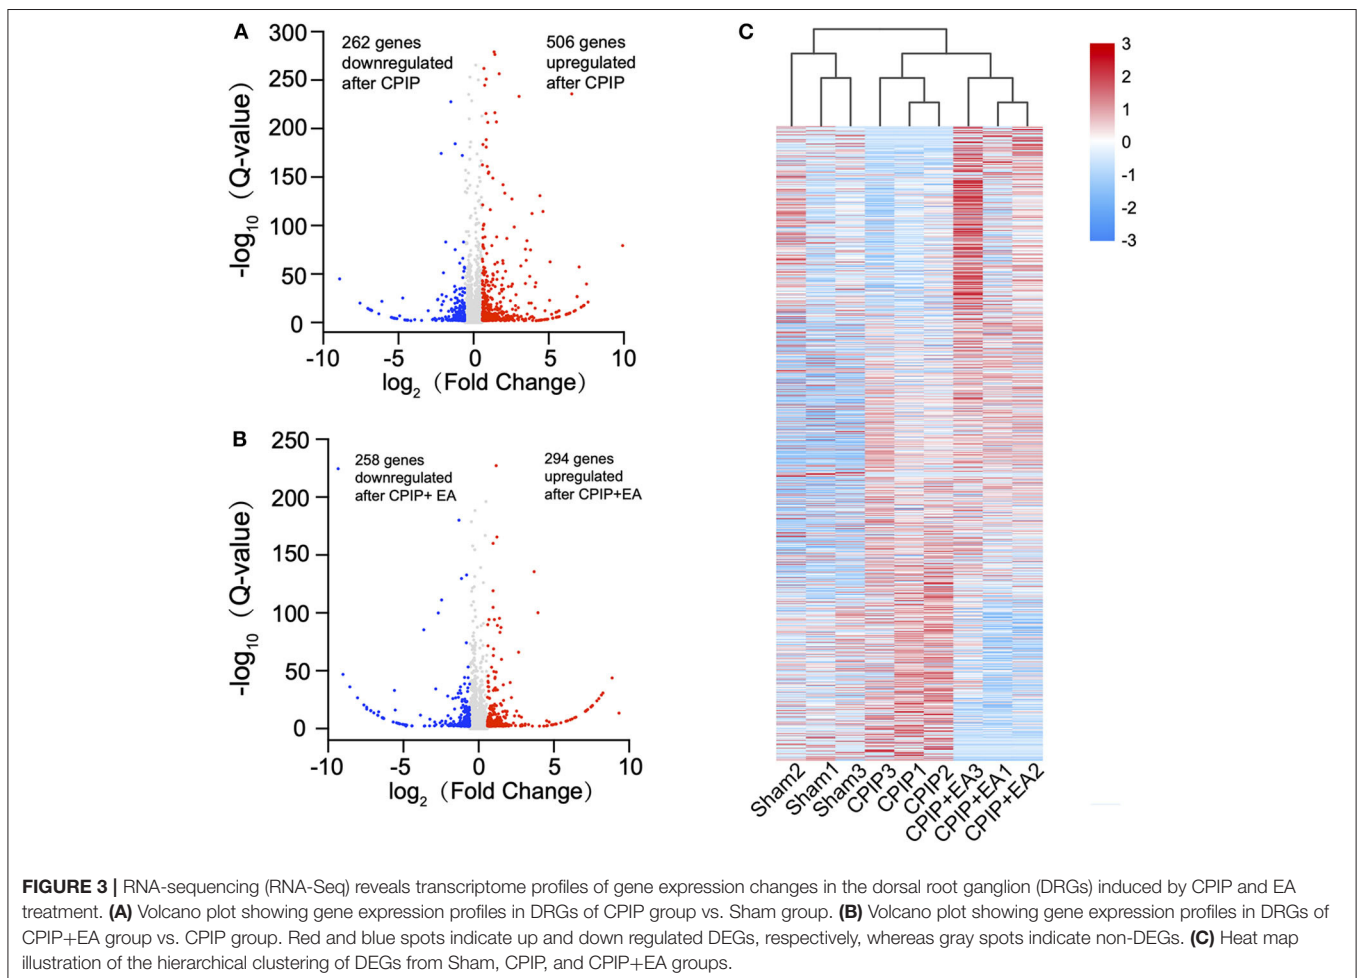 A
300
250
200
150
100
50
0
-log10 (Q-value)
262 genes
downregulated
after CPIP
506 genes
upregulated
after CPIP
-10 -5 0 5 10
log2 (Fold Change)
B
250
200
150
100
50
0
-log10 (Q-value)
258 genes
downregulated
after CPIP+ EA
294 genes
upregulated
after CPIP+EA
-10 -5 0 5 10
log2 (Fold Change)
C
3
2
1
0
-1
-2
-3
Sham2
Sham1
Sham3
CPIP3
CPIP1
CPIP2
CPIP+EA3
CPIP+EA1
CPIP+EA2
FIGURE 3 | RNA-sequencing (RNA-Seq) reveals transcriptome profiles of gene expression changes in the dorsal root ganglion (DRGs) induced by CPIP and EA
treatment. (A) Volcano plot showing gene expression profiles in DRGs of CPIP group vs. Sham group. (B) Volcano plot showing gene expression profiles in DRGs of
CPIP+EA group vs. CPIP group. Red and blue spots indicate up and down regulated DEGs, respectively, whereas gray spots indicate non-DEGs. (C) Heat map
illustration of the hierarchical clustering of DEGs from Sham, CPIP, and CPIP+EA groups.